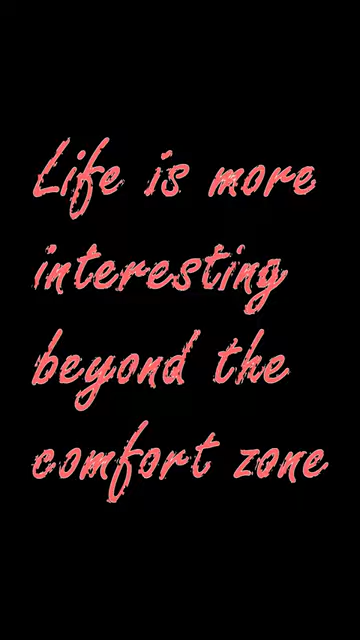 Life is more
interesting
beyond the
comfort zone